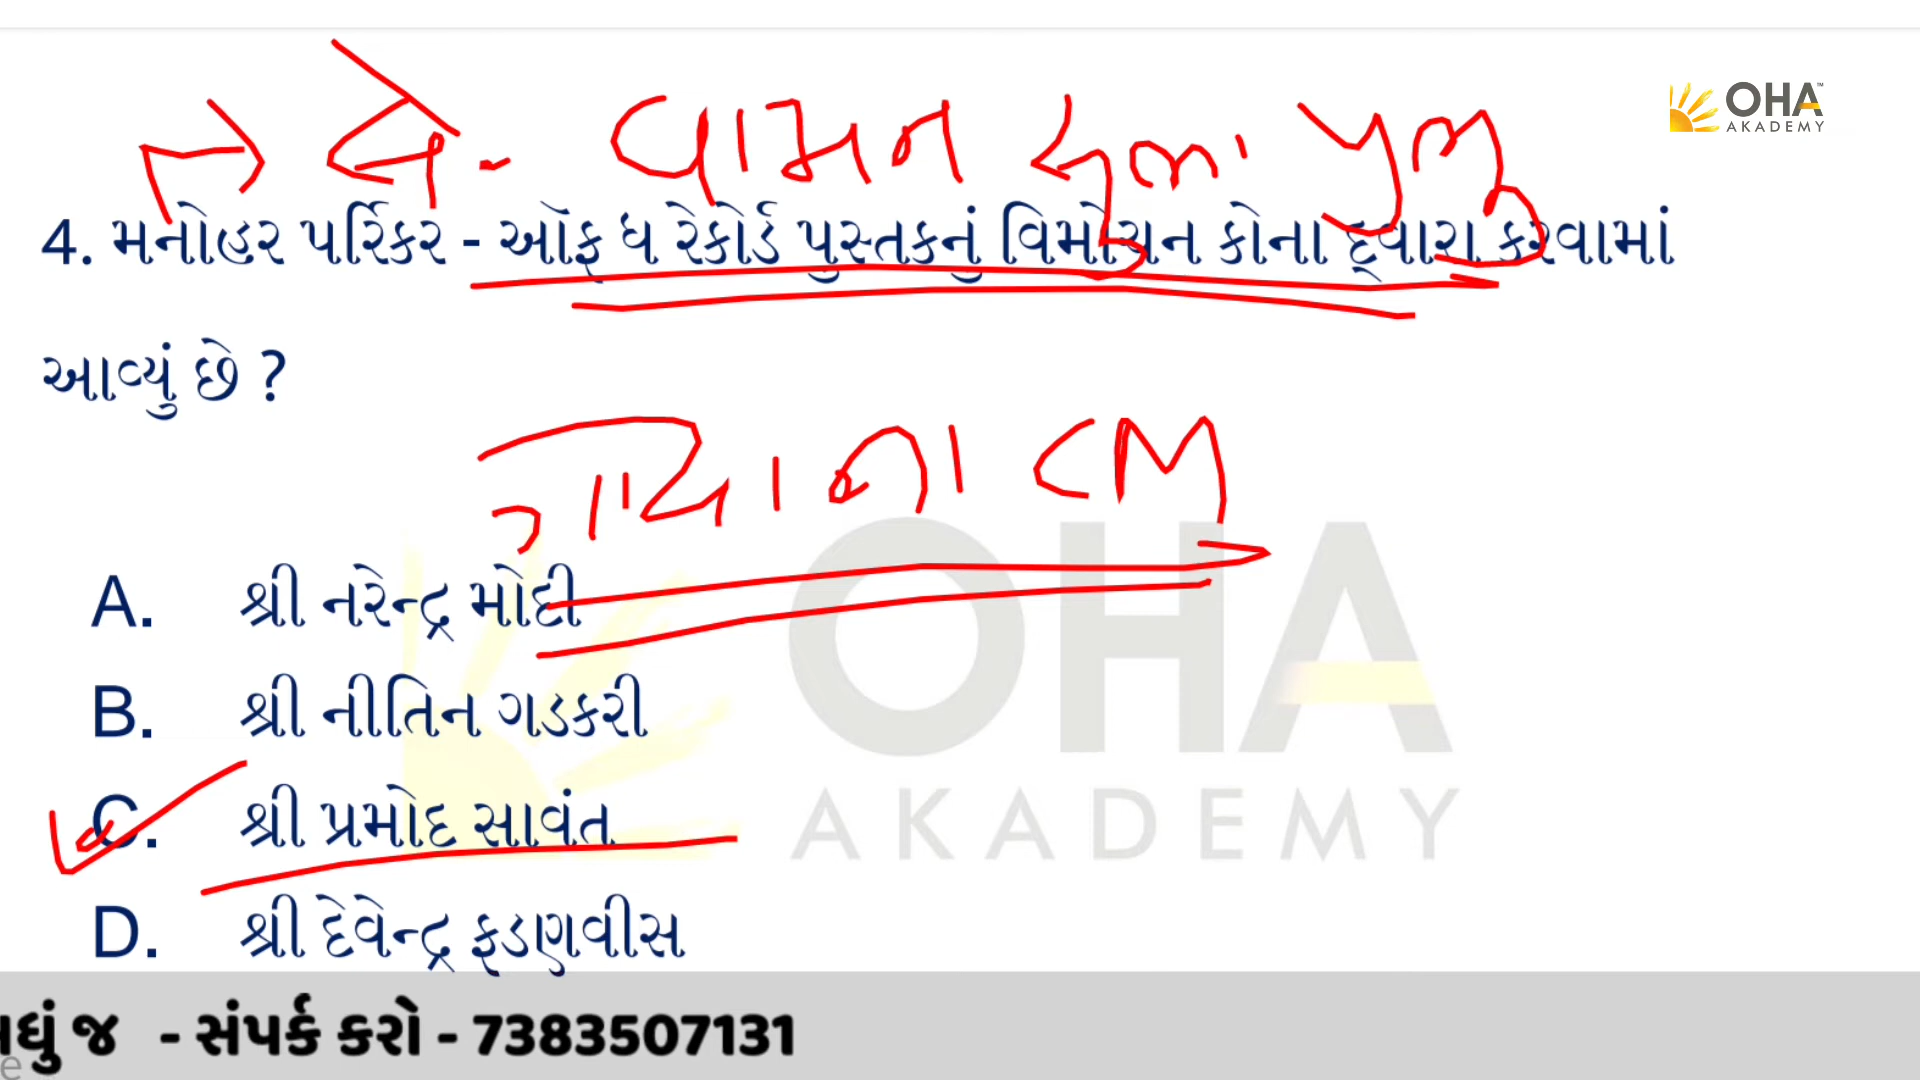 OHA
AKADEMY
લે - વામન સુભા પ્રભુ
4. મનોહર પર્રિકર - ઑફ ધ રેકોર્ડ પુસ્તકનું વિમોચન કોના દ્વારા કરવામાં
આવ્યું છે ?
ગોવાના CM
A. શ્રી નરેન્દ્ર મોદી
B. શ્રી નીતિન ગડકરી
C. શ્રી પ્રમોદ સાવંત
D. શ્રી દેવેન્દ્ર ફડણવીસ
OHA
AKADEMY
જ - સંપર્ક કરો - 7383507131